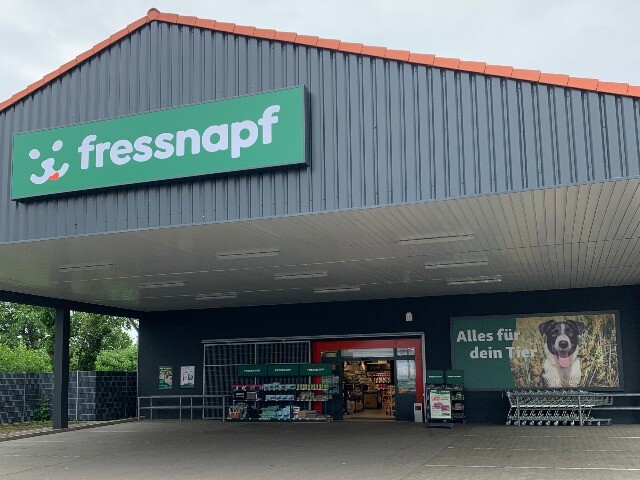 fressnapf
Alles für
dein Tier